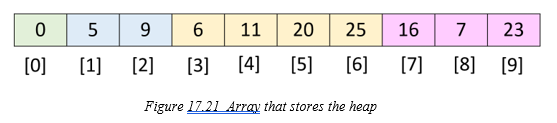 0 5 9 6 11 20 25 16 7 23
[0] [1] [2] [3] [4] [5] [6] [7] [8] [9]
Figure 17.21 Array that stores the heap